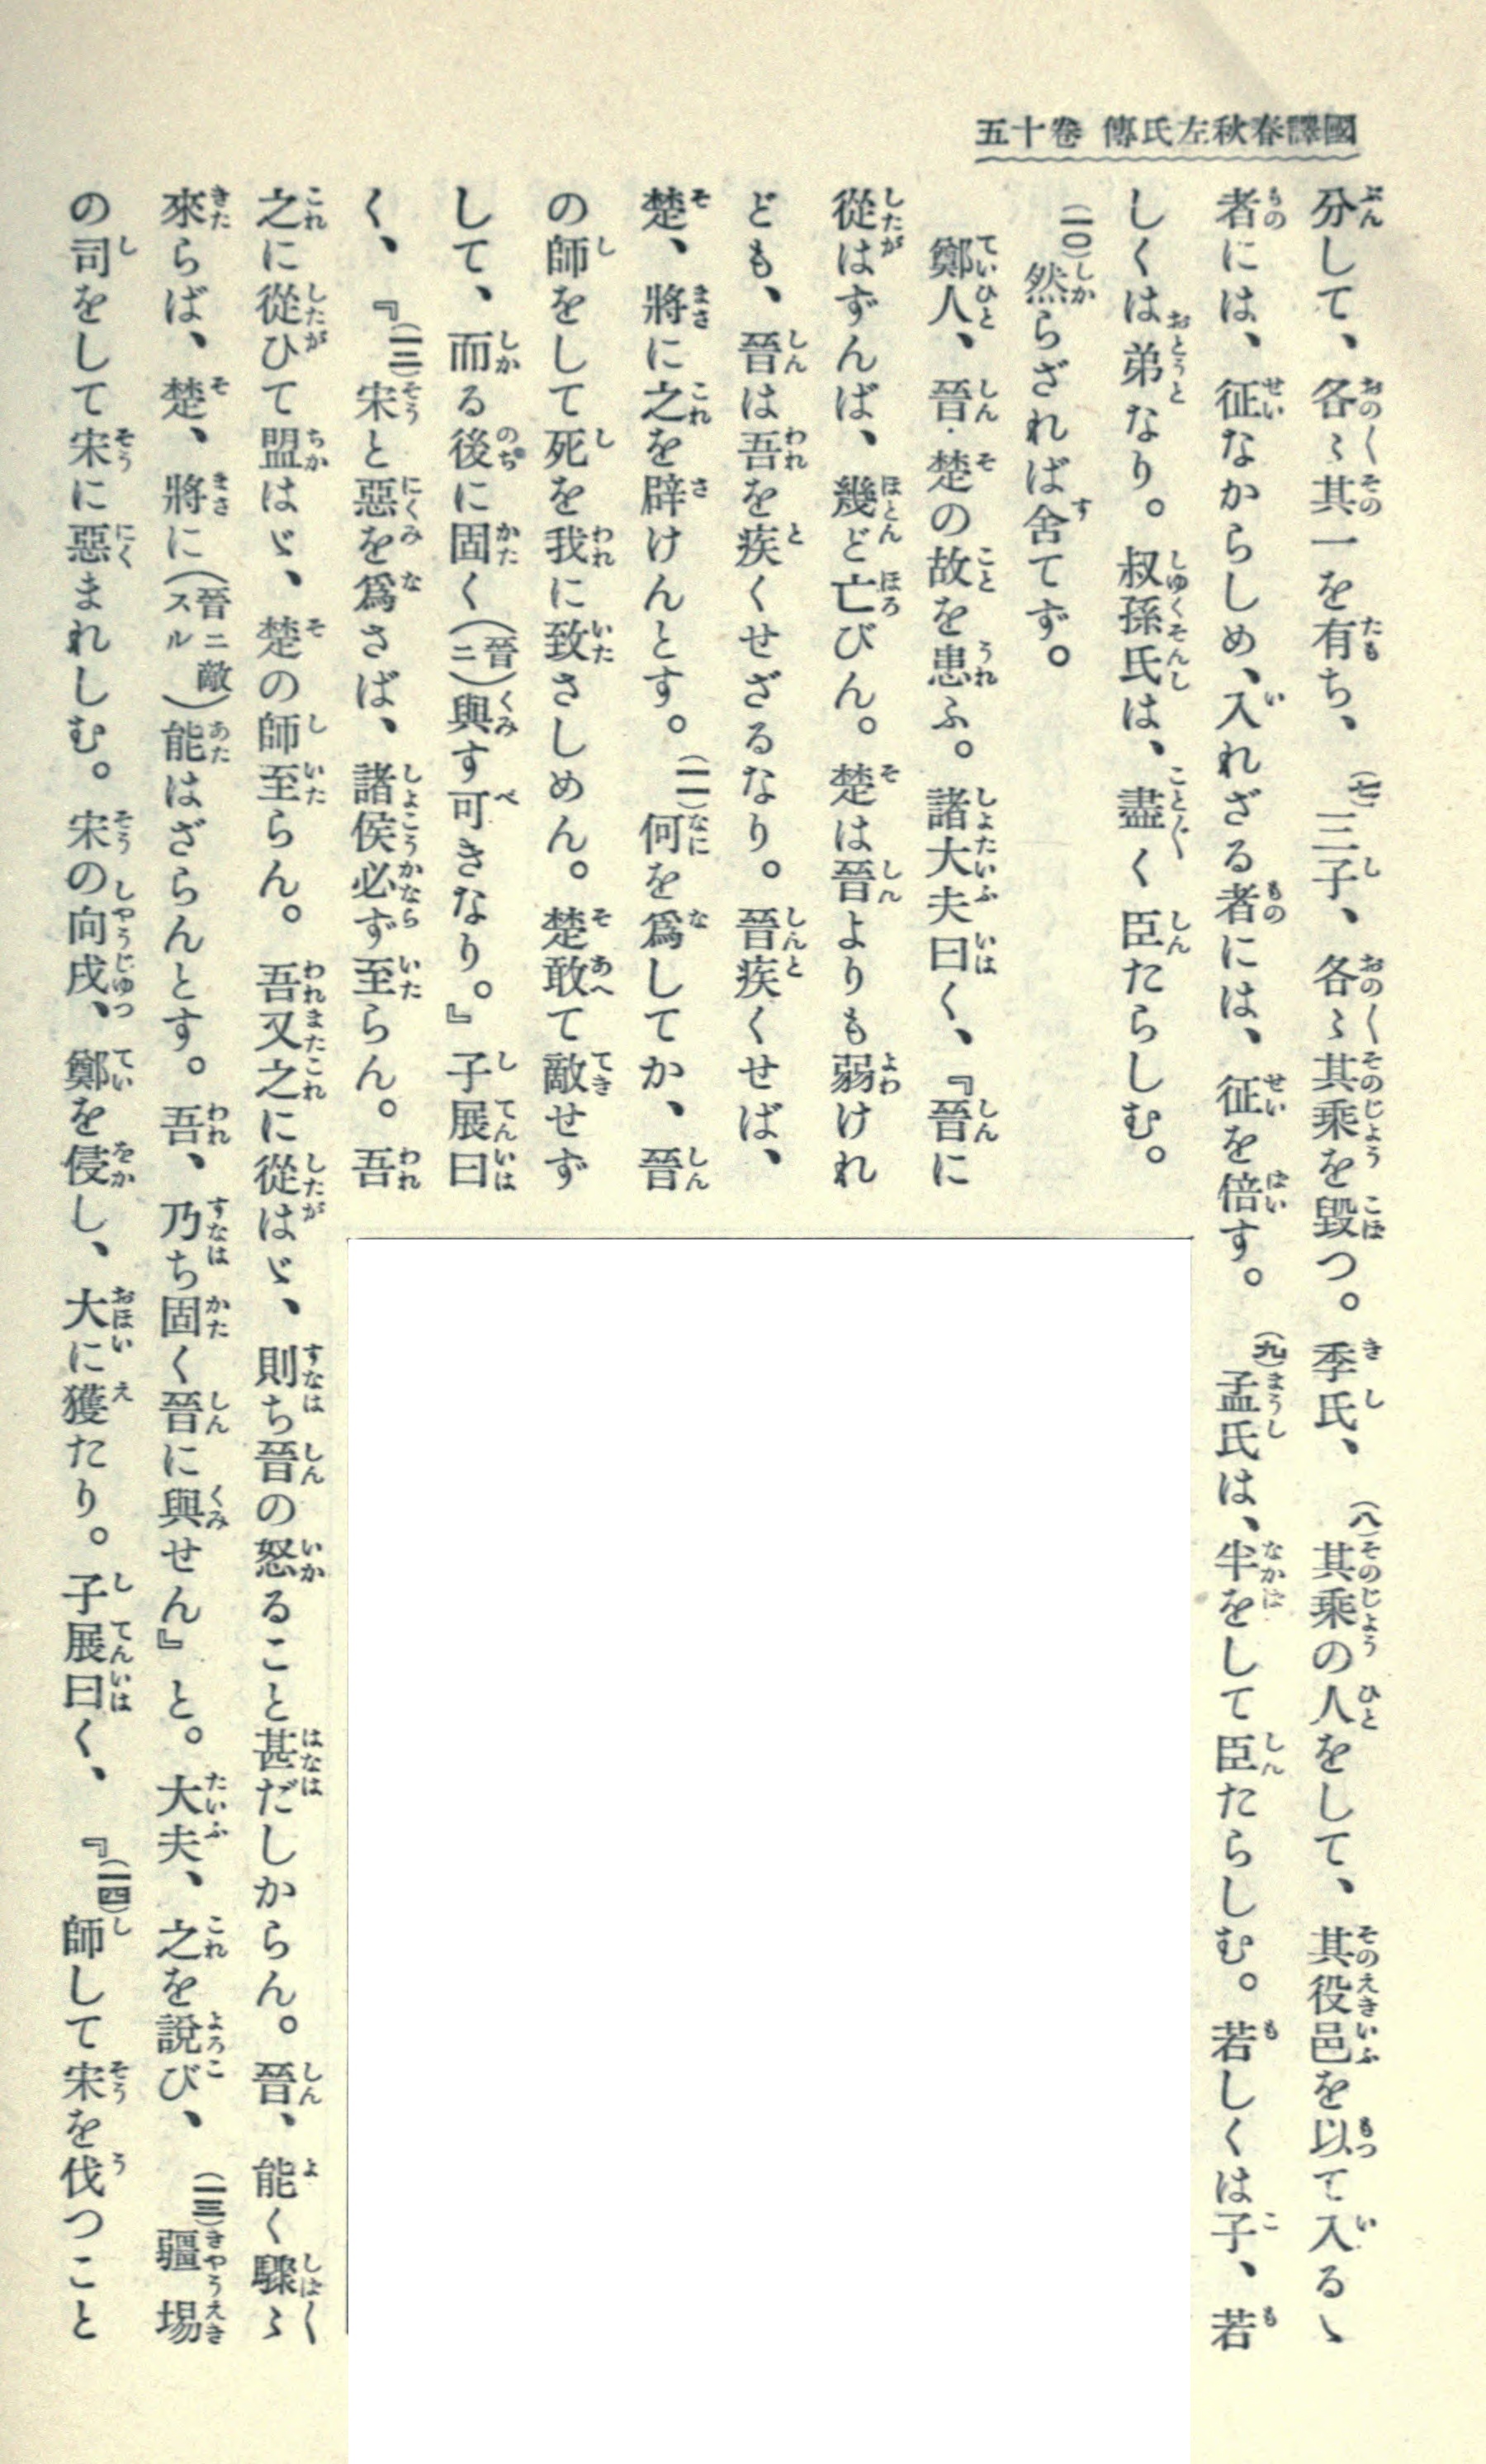 國譯春秋左氏傳 卷十五
分して、各〻其一を有ち、(七)三子、各〻其乘を毀つ。季氏、(八)其乘の人をして、其役邑を以て入るゝ
者には、征なからしめ、入れざる者には、征を倍す。(九)孟氏は、半をして臣たらしむ。若しくは子、若
しくは弟なり。叔孫氏は、盡く臣たらしむ。
(一〇)然らざれば舍てず。
鄭人、晉・楚の故を患ふ。諸大夫曰く、『晉に
從はずんば、幾ど亡びん。楚は晉よりも弱けれ
ども、晉は吾を疾くせざるなり。晉疾くせば、
楚、將に之を辟けんとす。(一一)何を爲してか、晉
の師をして死を我に致さしめん。楚敢て敵せず
して、而る後に固く(晉ニ)與す可きなり。』子展曰
く、『(一二)宋と惡を爲さば、諸侯必ず至らん。吾
之に從ひて盟はゞ、楚の師至らん。吾又之に從はゞ、則ち晉の怒ること甚だしからん。晉、能く驟〻
來らば、楚、將に(晉ニ敵スル)能はざらんとす。吾、乃ち固く晉に與せん』と。大夫、之を說び、(一三)疆埸
の司をして宋に惡まれしむ。宋の向戌、鄭を侵し、大に獲たり。子展曰く、『(一四)師して宋を伐つこと